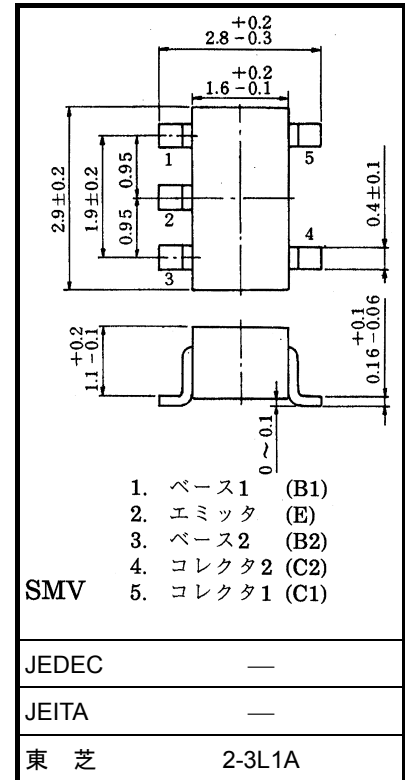 +0.2
2.8 -0.3
+0.2
1.6 -0.1
2.9±0.2
1.9±0.2
0.95
0.95
1
2
3
5
4
0.4±0.1
+0.2
1.1 -0.1
+0.1
0.16 -0.06
0～0.1
1. ベース1 (B1)
2. エミッタ (E)
3. ベース2 (B2)
4. コレクタ2 (C2)
SMV 5. コレクタ1 (C1)
JEDEC ―
JEITA ―
東 芝 2-3L1A